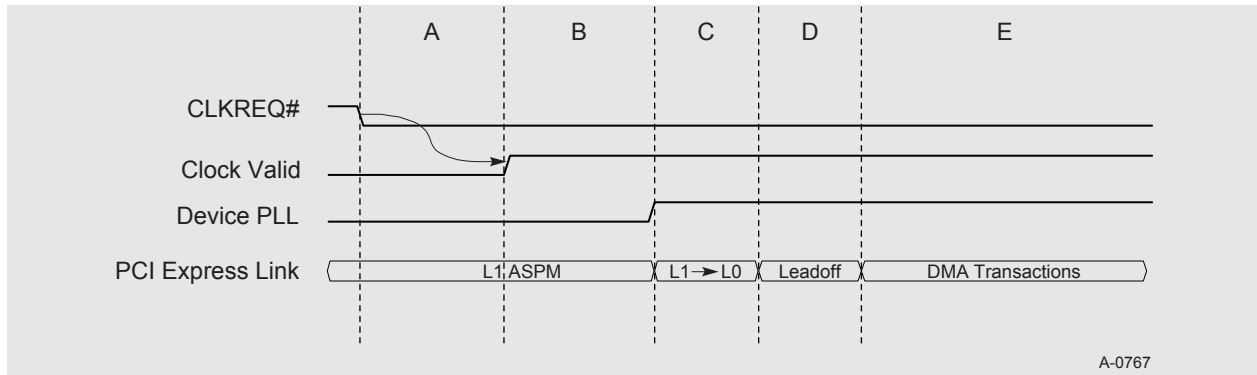 A B C D E
CLKREQ#
Clock Valid
Device PLL
PCI Express Link L1 ASPM L1 → L0 Leadoff DMA Transactions
A-0767